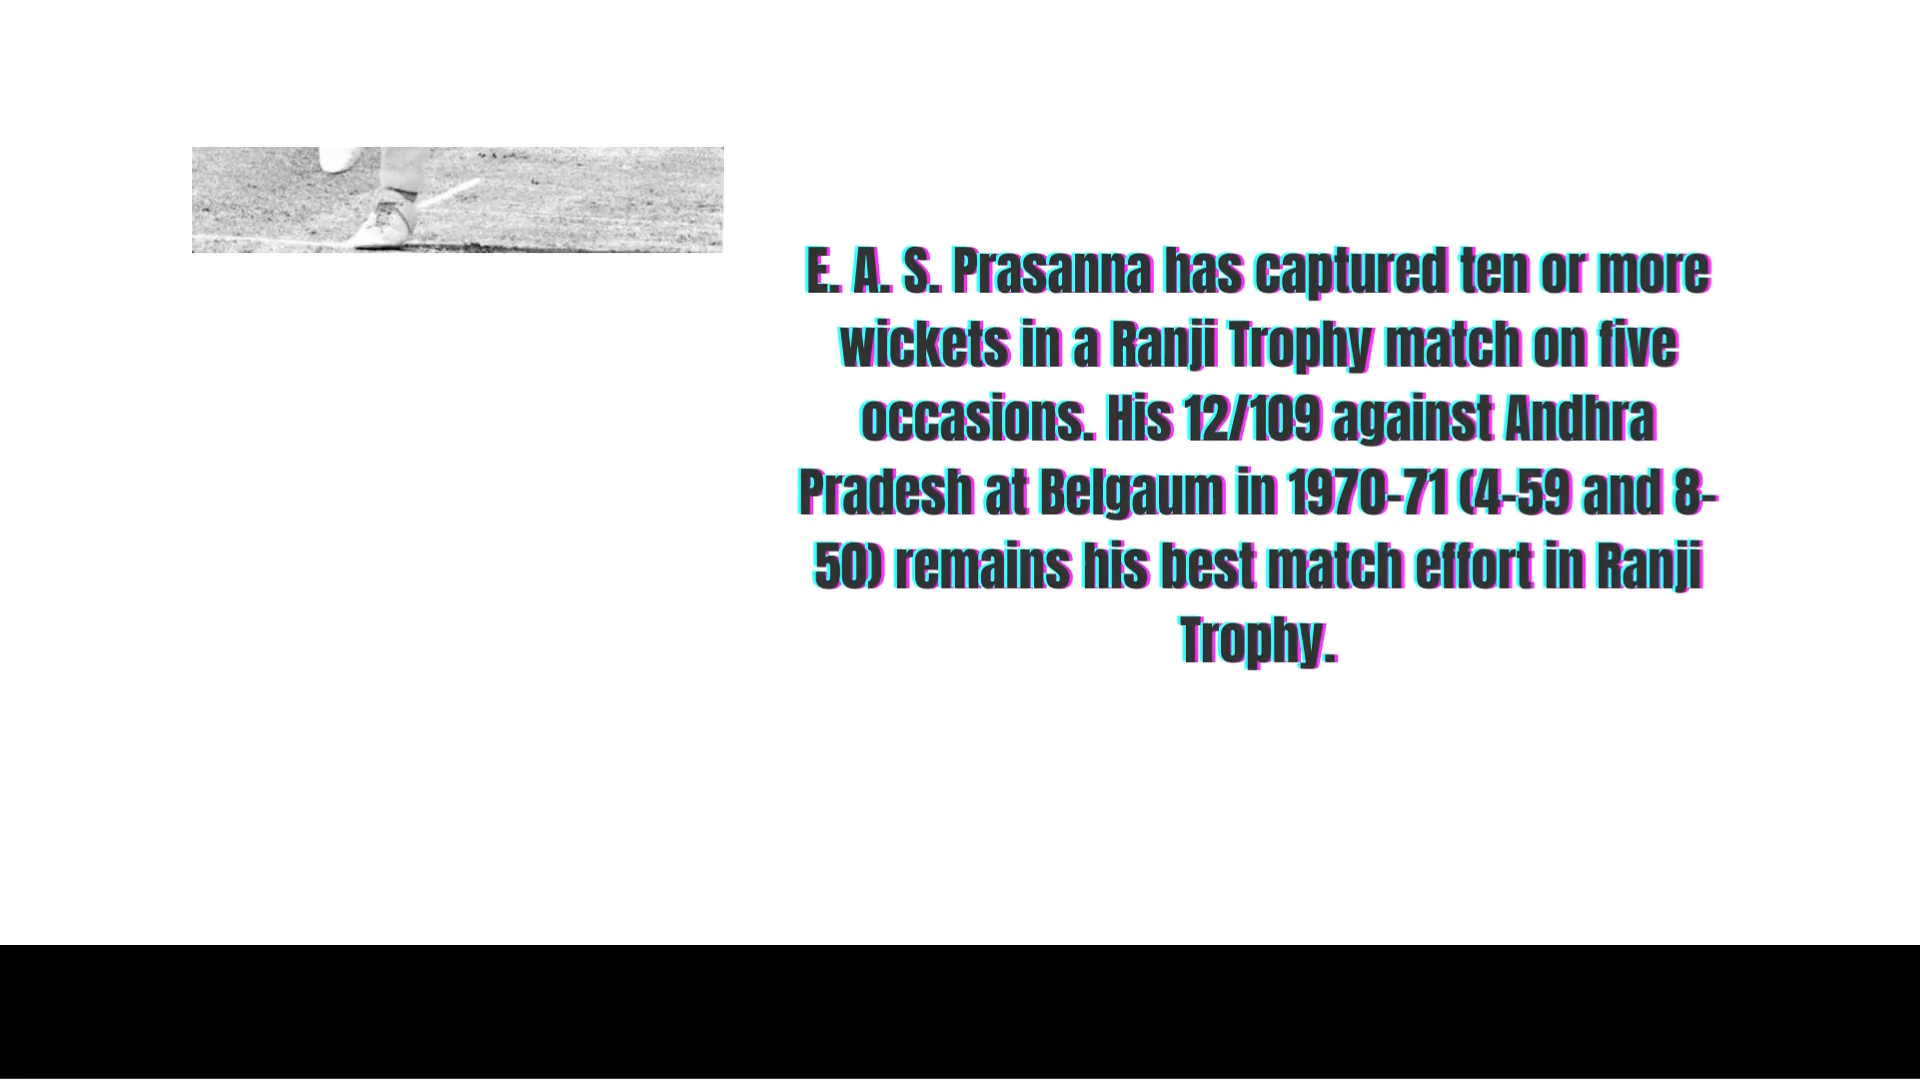 E. A. S. Prasanna has captured ten or more
wickets in a Ranji Trophy match on five
occasions. His 12/109 against Andhra
Pradesh at Belgaum in 1970-71 (4-59 and 8-
50) remains his best match effort in Ranji
Trophy.